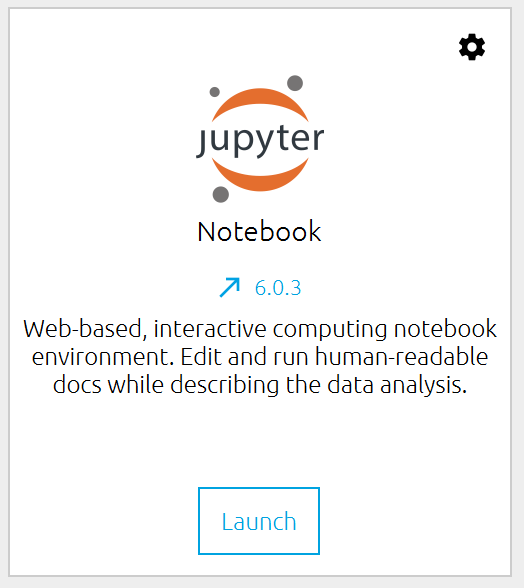 jupyter
Notebook
6.0.3
Web-based, interactive computing notebook
environment. Edit and run human-readable
docs while describing the data analysis.
Launch